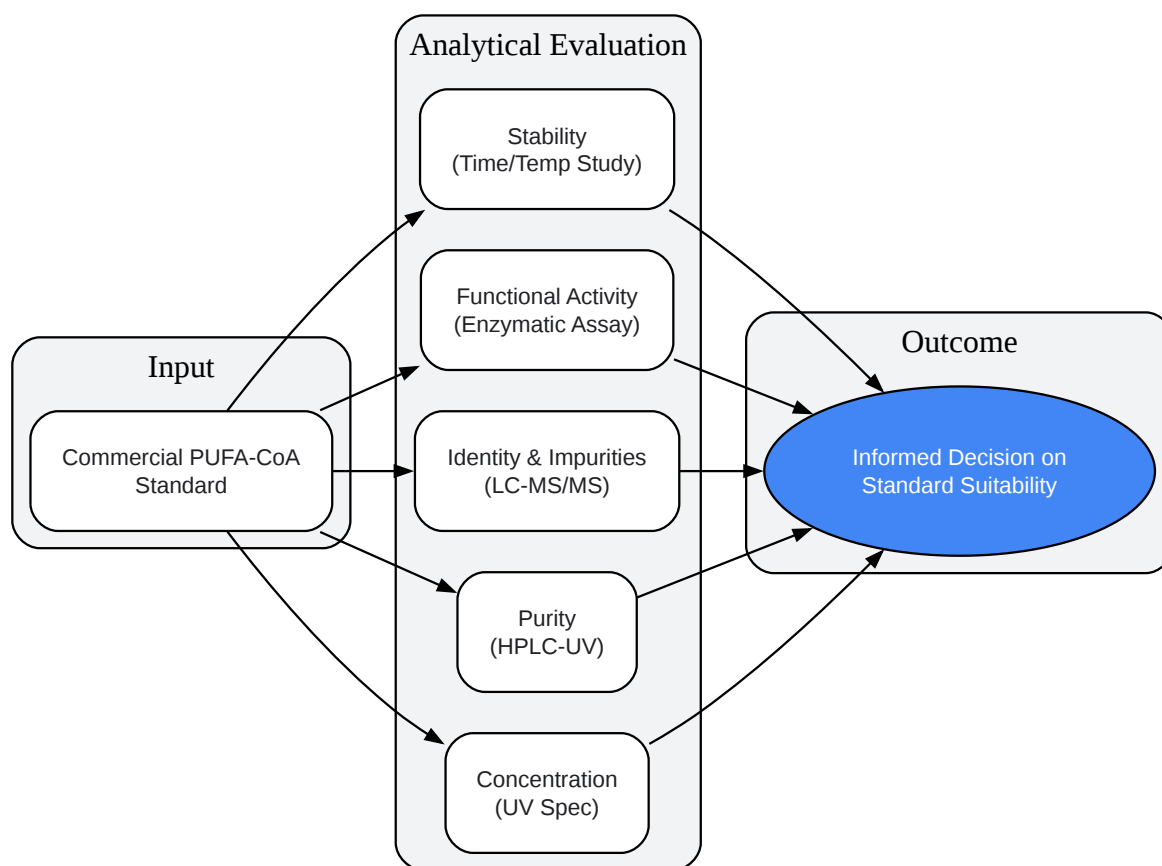 Analytical Evaluation
Stability
(Time/Temp Study)
Functional Activity
(Enzymatic Assay)
Input
Outcome
Commercial PUFA-CoA
Standard
Identity & Impurities
(LC-MS/MS)
Informed Decision on
Standard Suitability
Purity
(HPLC-UV)
Concentration
(UV Spec)